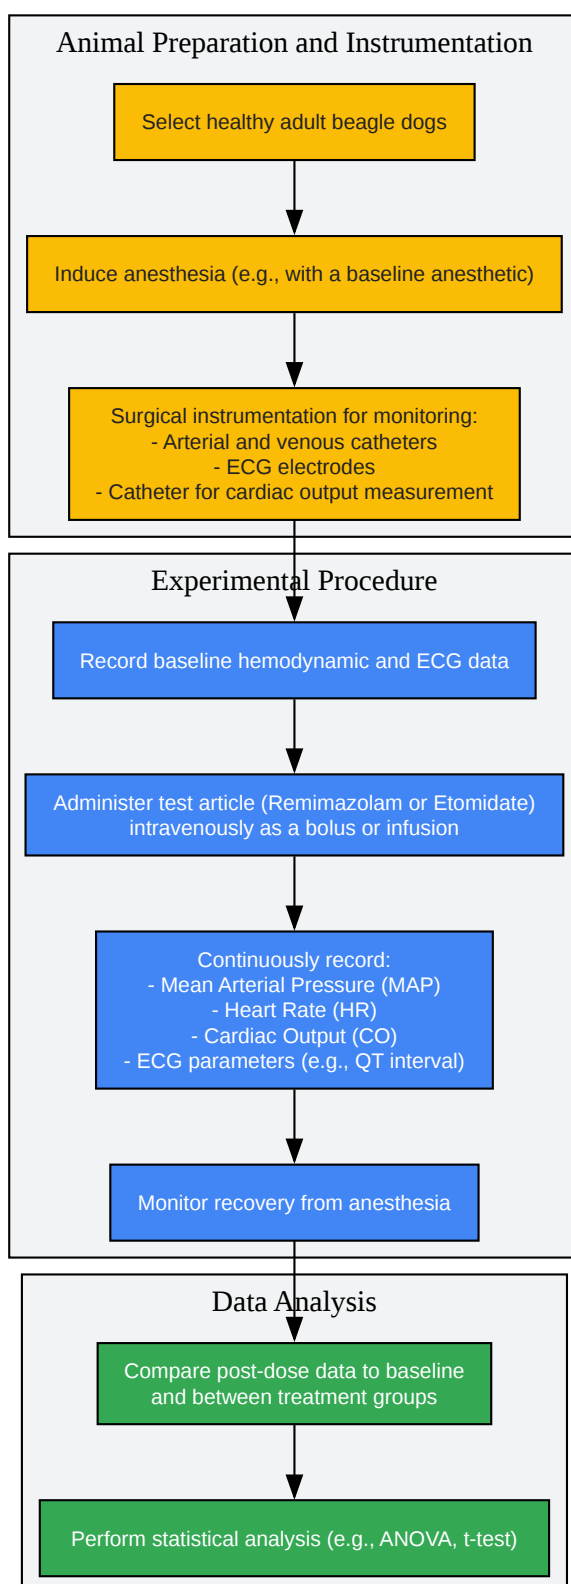 Animal Preparation and Instrumentation
Select healthy adult beagle dogs
Induce anesthesia (e.g., with a baseline anesthetic)
Surgical instrumentation for monitoring:
- Arterial and venous catheters
- ECG electrodes
- Catheter for cardiac output measurement
Experimental Procedure
Record baseline hemodynamic and ECG data
Administer test article (Remimazolam or Etomidate)
intravenously as a bolus or infusion
Continuously record:
- Mean Arterial Pressure (MAP)
- Heart Rate (HR)
- Cardiac Output (CO)
- ECG parameters (e.g., QT interval)
Monitor recovery from anesthesia
Data Analysis
Compare post-dose data to baseline
and between treatment groups
Perform statistical analysis (e.g., ANOVA, t-test)